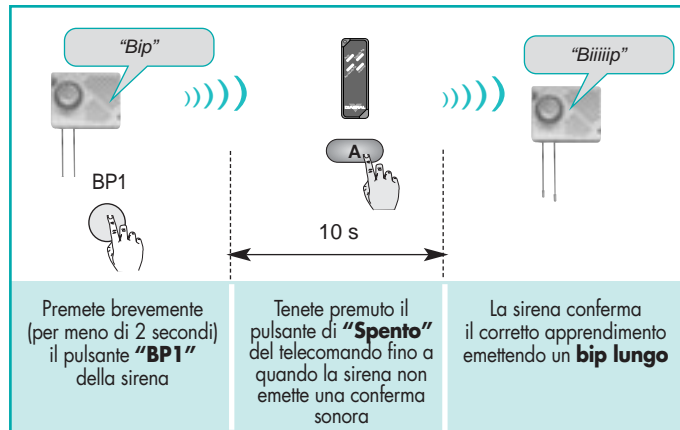 “Bip”
“Biiiiip”
A
BP1
10 s
Premete brevemente
(per meno di 2 secondi)
il pulsante “BP1”
della sirena
Tenete premuto il
pulsante di “Spento”
del telecomando fino a
quando la sirena non
emette una conferma
sonora
La sirena conferma
il corretto apprendimento
emettendo un bip lungo